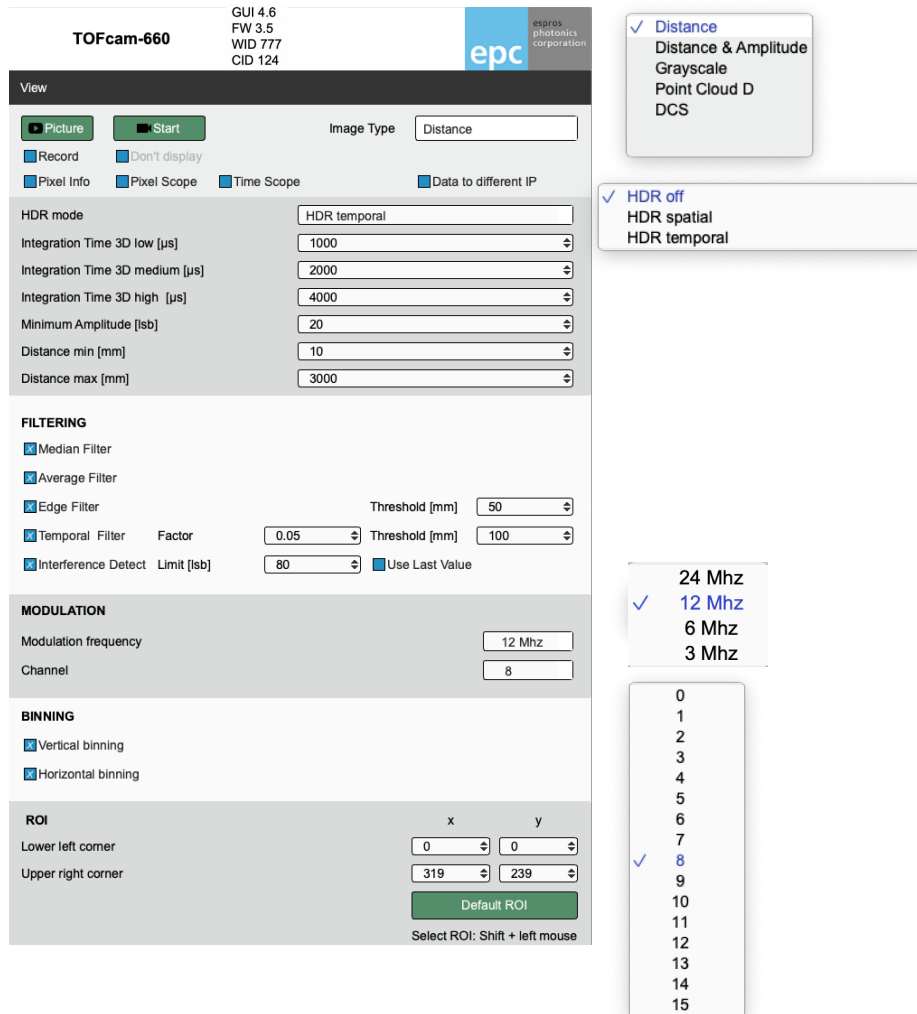 TOFcam-660
GUI 4.6
FW 3.5
WID 777
CID 124
epc
espros
photonics
corporation
View
Picture Start Image Type Distance
Record Don't display
Pixel Info Pixel Scope Time Scope Data to different IP
HDR mode HDR temporal
Integration Time 3D low [µs] 1000
Integration Time 3D medium [µs] 2000
Integration Time 3D high [µs] 4000
Minimum Amplitude [lsb] 20
Distance min [mm] 10
Distance max [mm] 3000
FILTERING
Median Filter
Average Filter
Edge Filter Threshold [mm] 50
Temporal Filter Factor 0.05 Threshold [mm] 100
Interference Detect Limit [lsb] 80 Use Last Value
MODULATION
Modulation frequency 12 Mhz
Channel 8
BINNING
Vertical binning
Horizontal binning
ROI x y
Lower left corner 0 0
Upper right corner 319 239
Default ROI
Select ROI: Shift + left mouse
✓ Distance
Distance & Amplitude
Grayscale
Point Cloud D
DCS
✓ HDR off
HDR spatial
HDR temporal
24 Mhz
✓ 12 Mhz
6 Mhz
3 Mhz
0
1
2
3
4
5
6
7
✓ 8
9
10
11
12
13
14
15